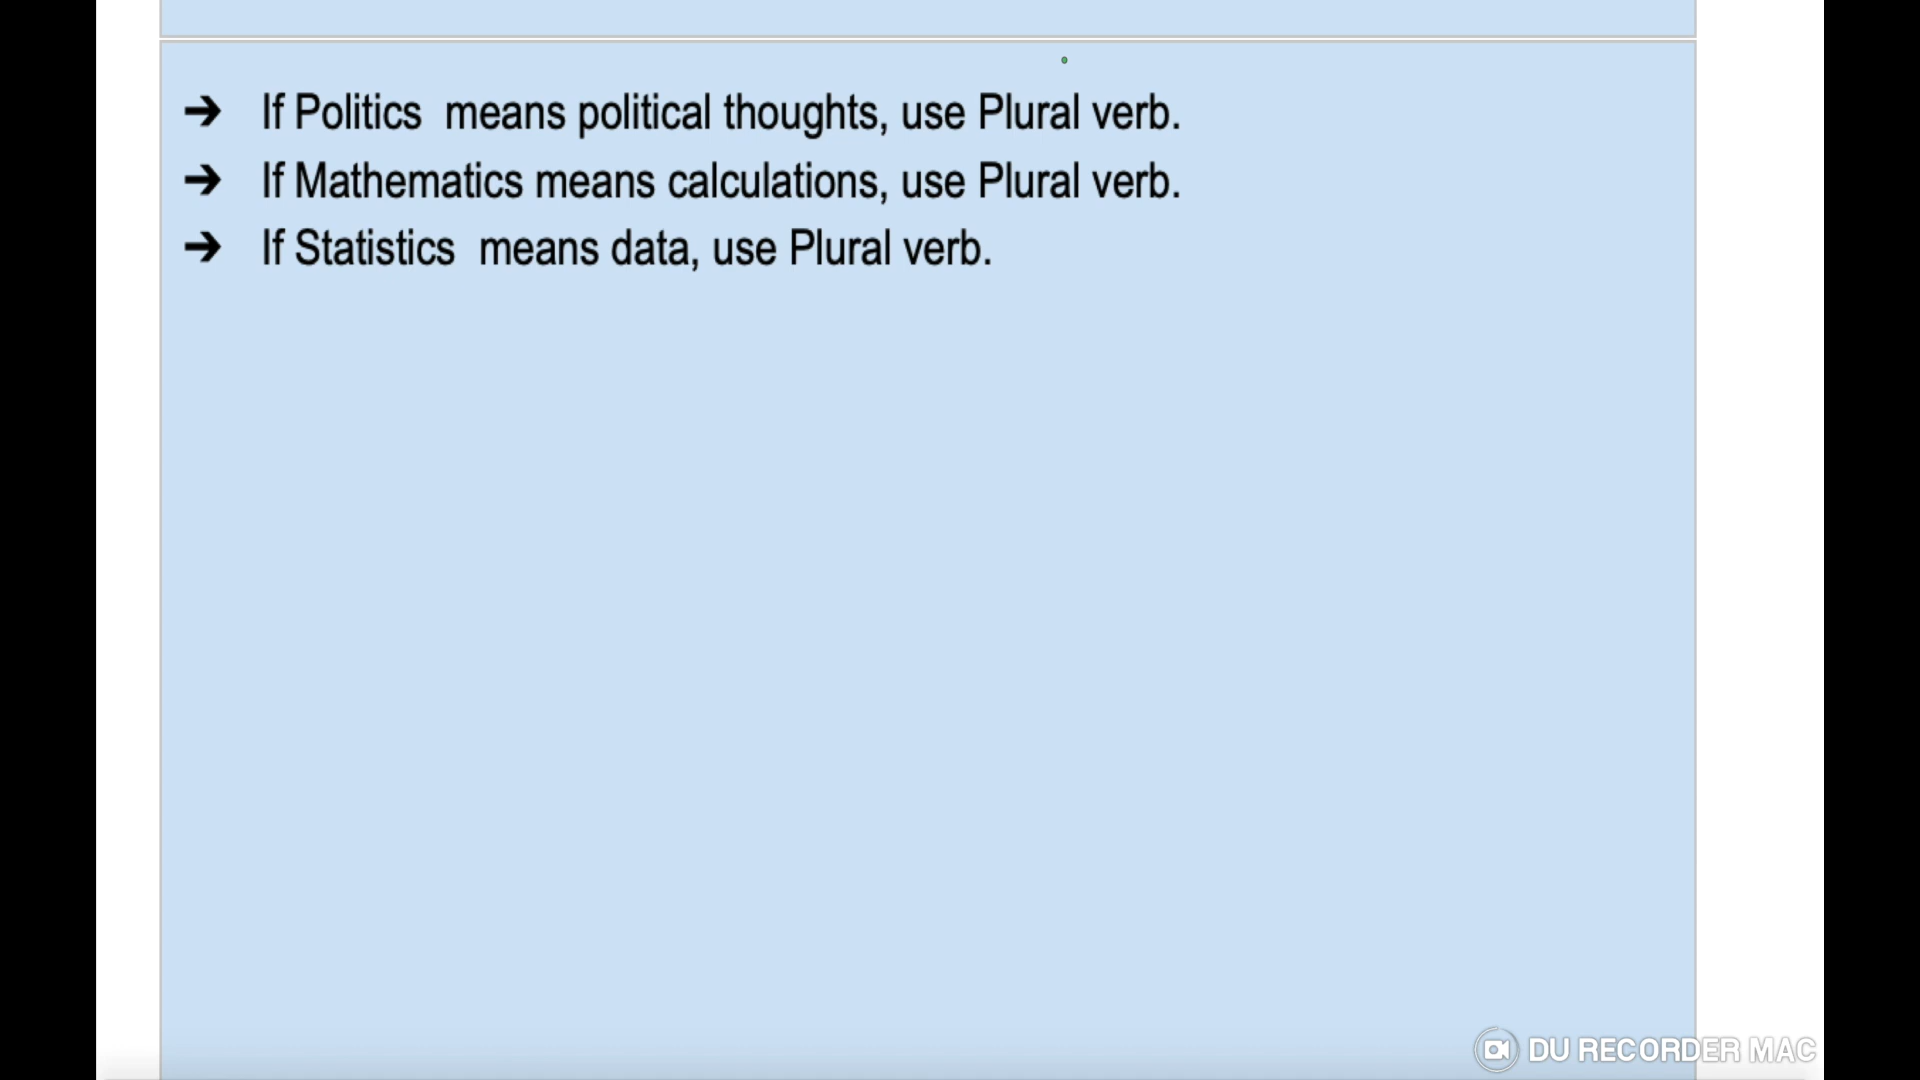 ➔ If Politics means political thoughts, use Plural verb.
➔ If Mathematics means calculations, use Plural verb.
➔ If Statistics means data, use Plural verb.
DU RECORDER MAC